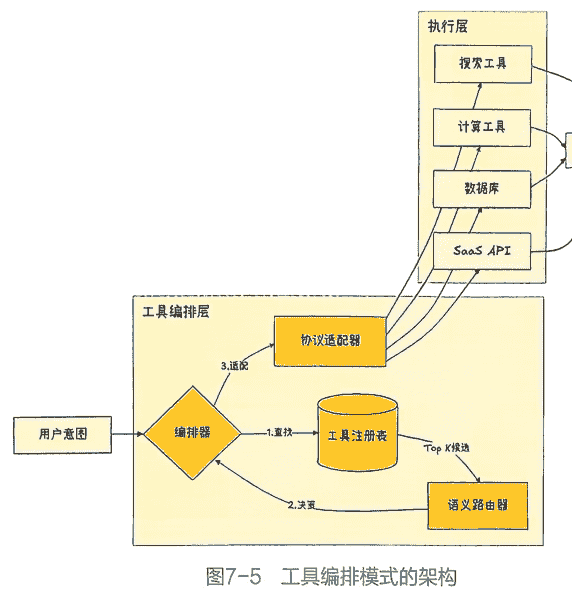 执行层
搜索工具
计算工具
数据库
SaaS API
工具编排层
协议适配器
3.适配
用户意图
编排器
1.查找
工具注册表
Top K候选
2.决策
语义路由器
图7-5 工具编排模式的架构